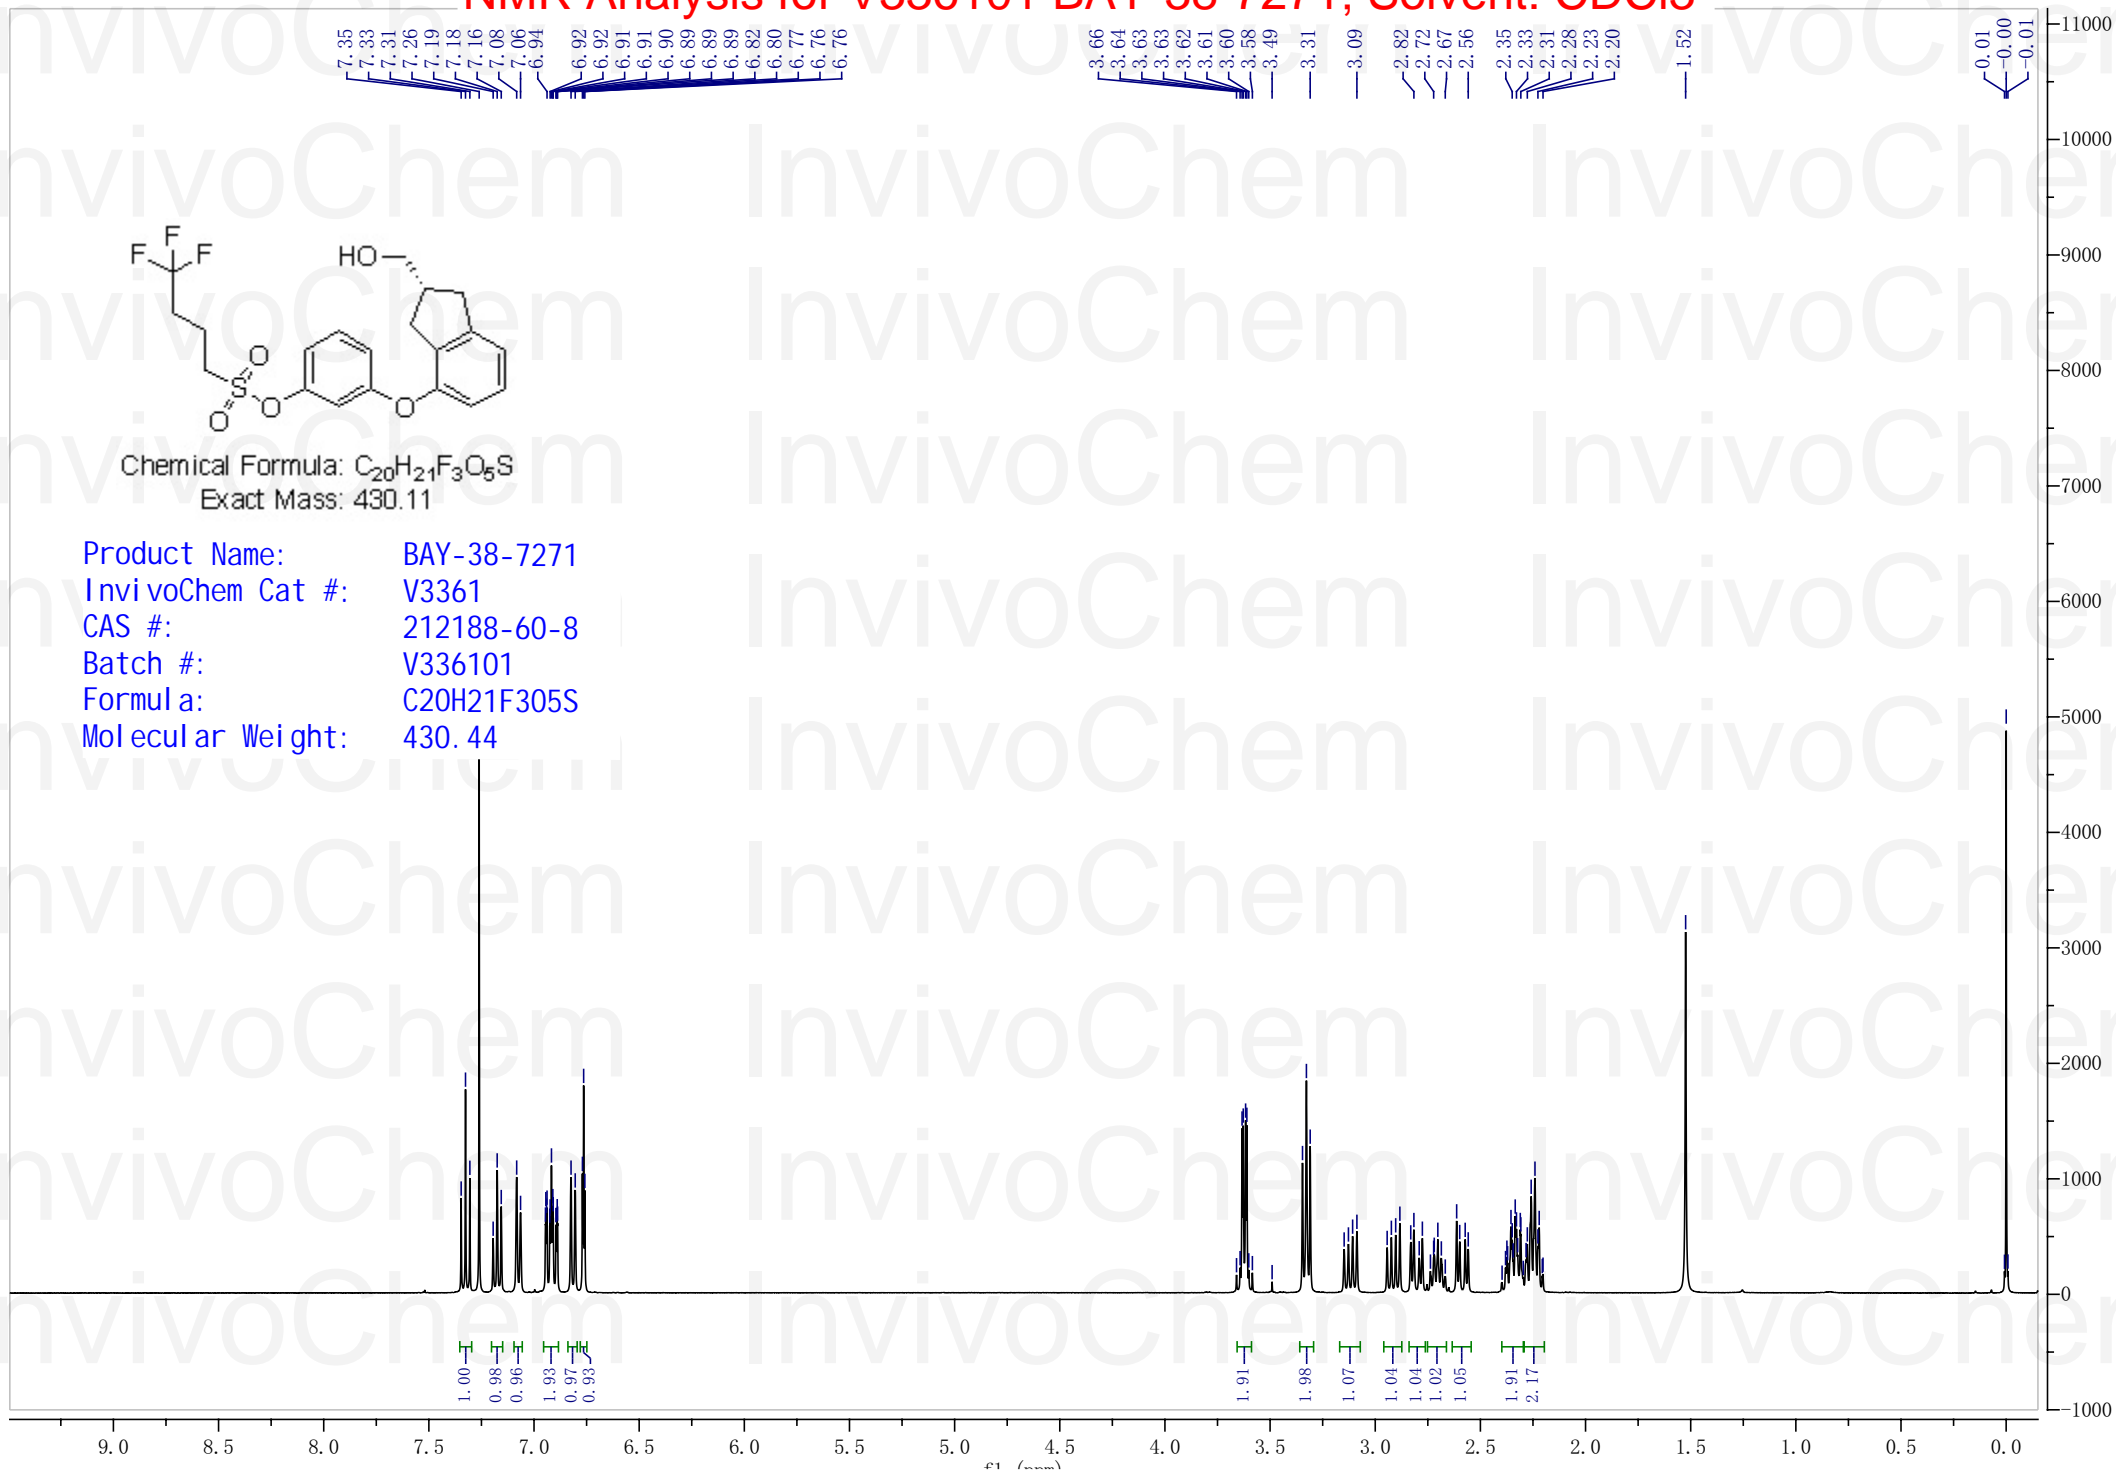 NMR Analysis for V336101 BAY-38-7271, Solvent: CDCl3
7.35 7.33 7.31 7.26 7.19 7.18 7.16 7.08 7.06 6.94 6.92 6.92 6.91 6.91 6.90 6.89 6.89 6.89 6.82 6.80 6.77 6.76 6.76
3.66 3.64 3.63 3.63 3.62 3.61 3.60 3.58 3.49 3.31 3.09 2.82 2.72 2.67 2.56 2.35 2.33 2.31 2.28 2.23 2.20 1.52 0.01 -0.00 -0.01
F
F F
HO
O
S
O
O
O
Chemical Formula: C20H21F3O5S
Exact Mass: 430.11
Product Name: BAY-38-7271
InvivoChem Cat #: V3361
CAS #: 212188-60-8
Batch #: V336101
Formula: C20H21F3O5S
Molecular Weight: 430.44
11000
10000
9000
8000
7000
6000
5000
4000
3000
2000
1000
0
-1000
1.00 0.98 0.96 1.93 0.97 0.93 1.91 1.98 1.07 1.04 1.04 1.02 1.05 1.91 2.17
9.0 8.5 8.0 7.5 7.0 6.5 6.0 5.5 5.0 4.5 4.0 3.5 3.0 2.5 2.0 1.5 1.0 0.5 0.0
f1 (ppm)
InvivoChem